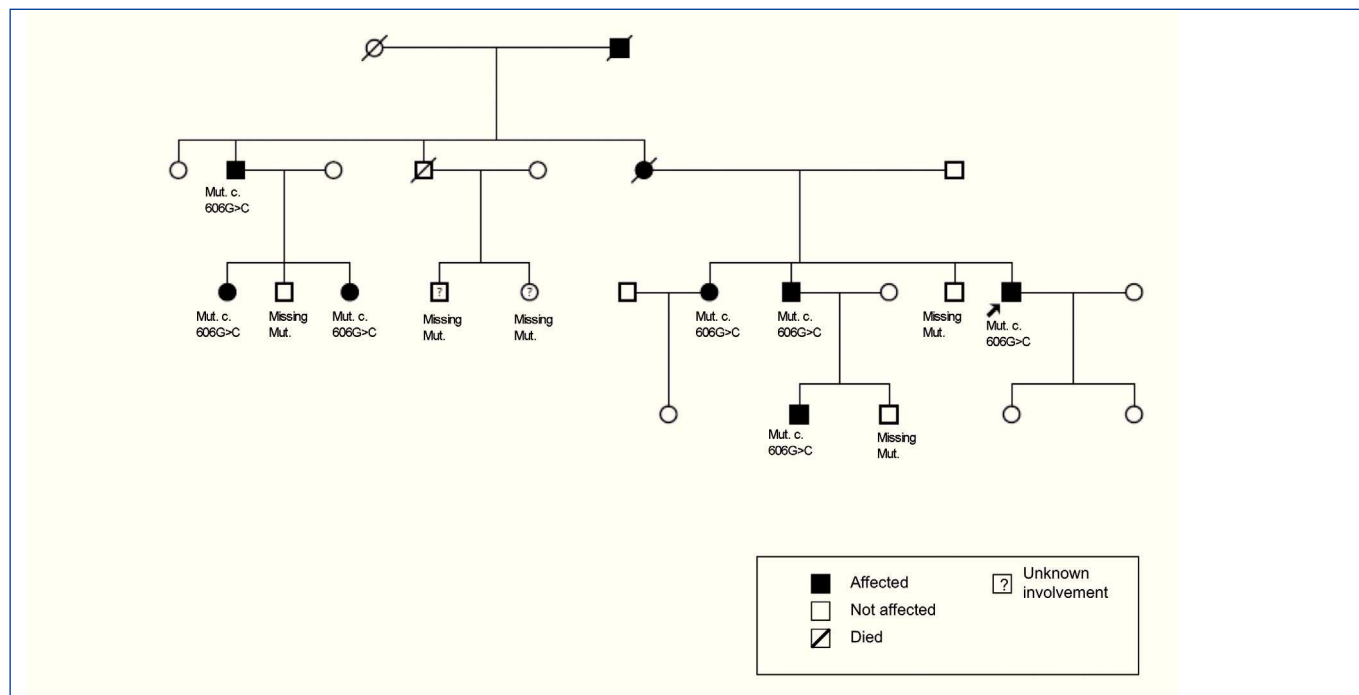 Mut. c.
606G>C
Mut. c.
606G>C
Missing
Mut.
Mut. c.
606G>C
?
Missing
Mut.
?
Missing
Mut.
Mut. c.
606G>C
Mut. c.
606G>C
Missing
Mut.
Mut. c.
606G>C
Mut. c.
606G>C
Missing
Mut.
Affected
Not affected
Died
?
Unknown
involvement